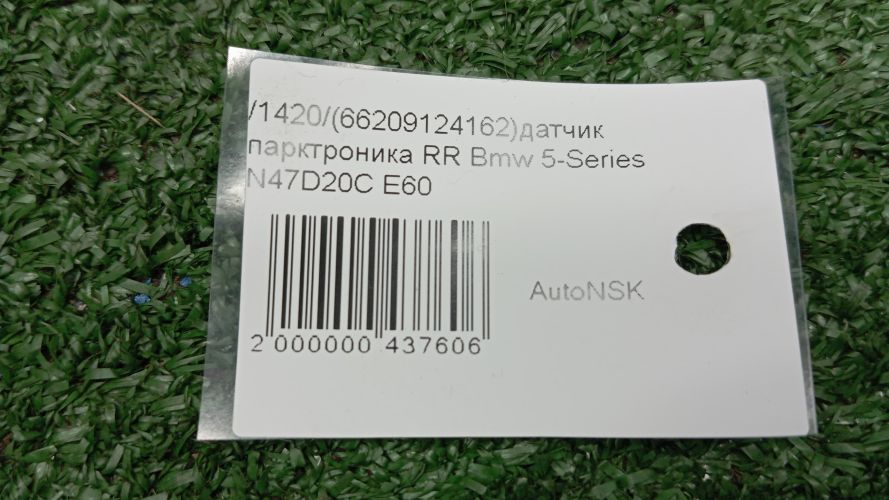 /1420/(66209124162)датчик
парктроника RR Bmw 5-Series
N47D20C E60
AutoNSK
2 000000 437606